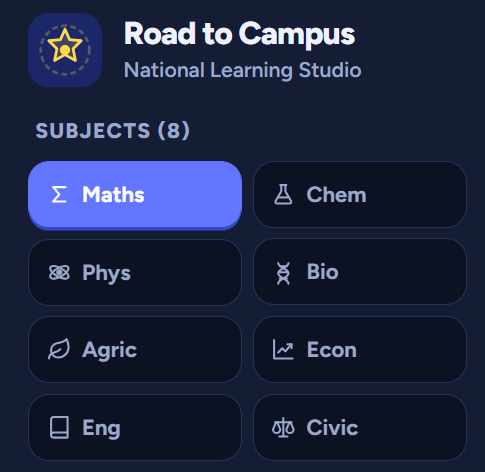 Road to Campus
National Learning Studio
SUBJECTS (8)
Σ Maths
Chem
Phys
Bio
Agric
Econ
Eng
Civic